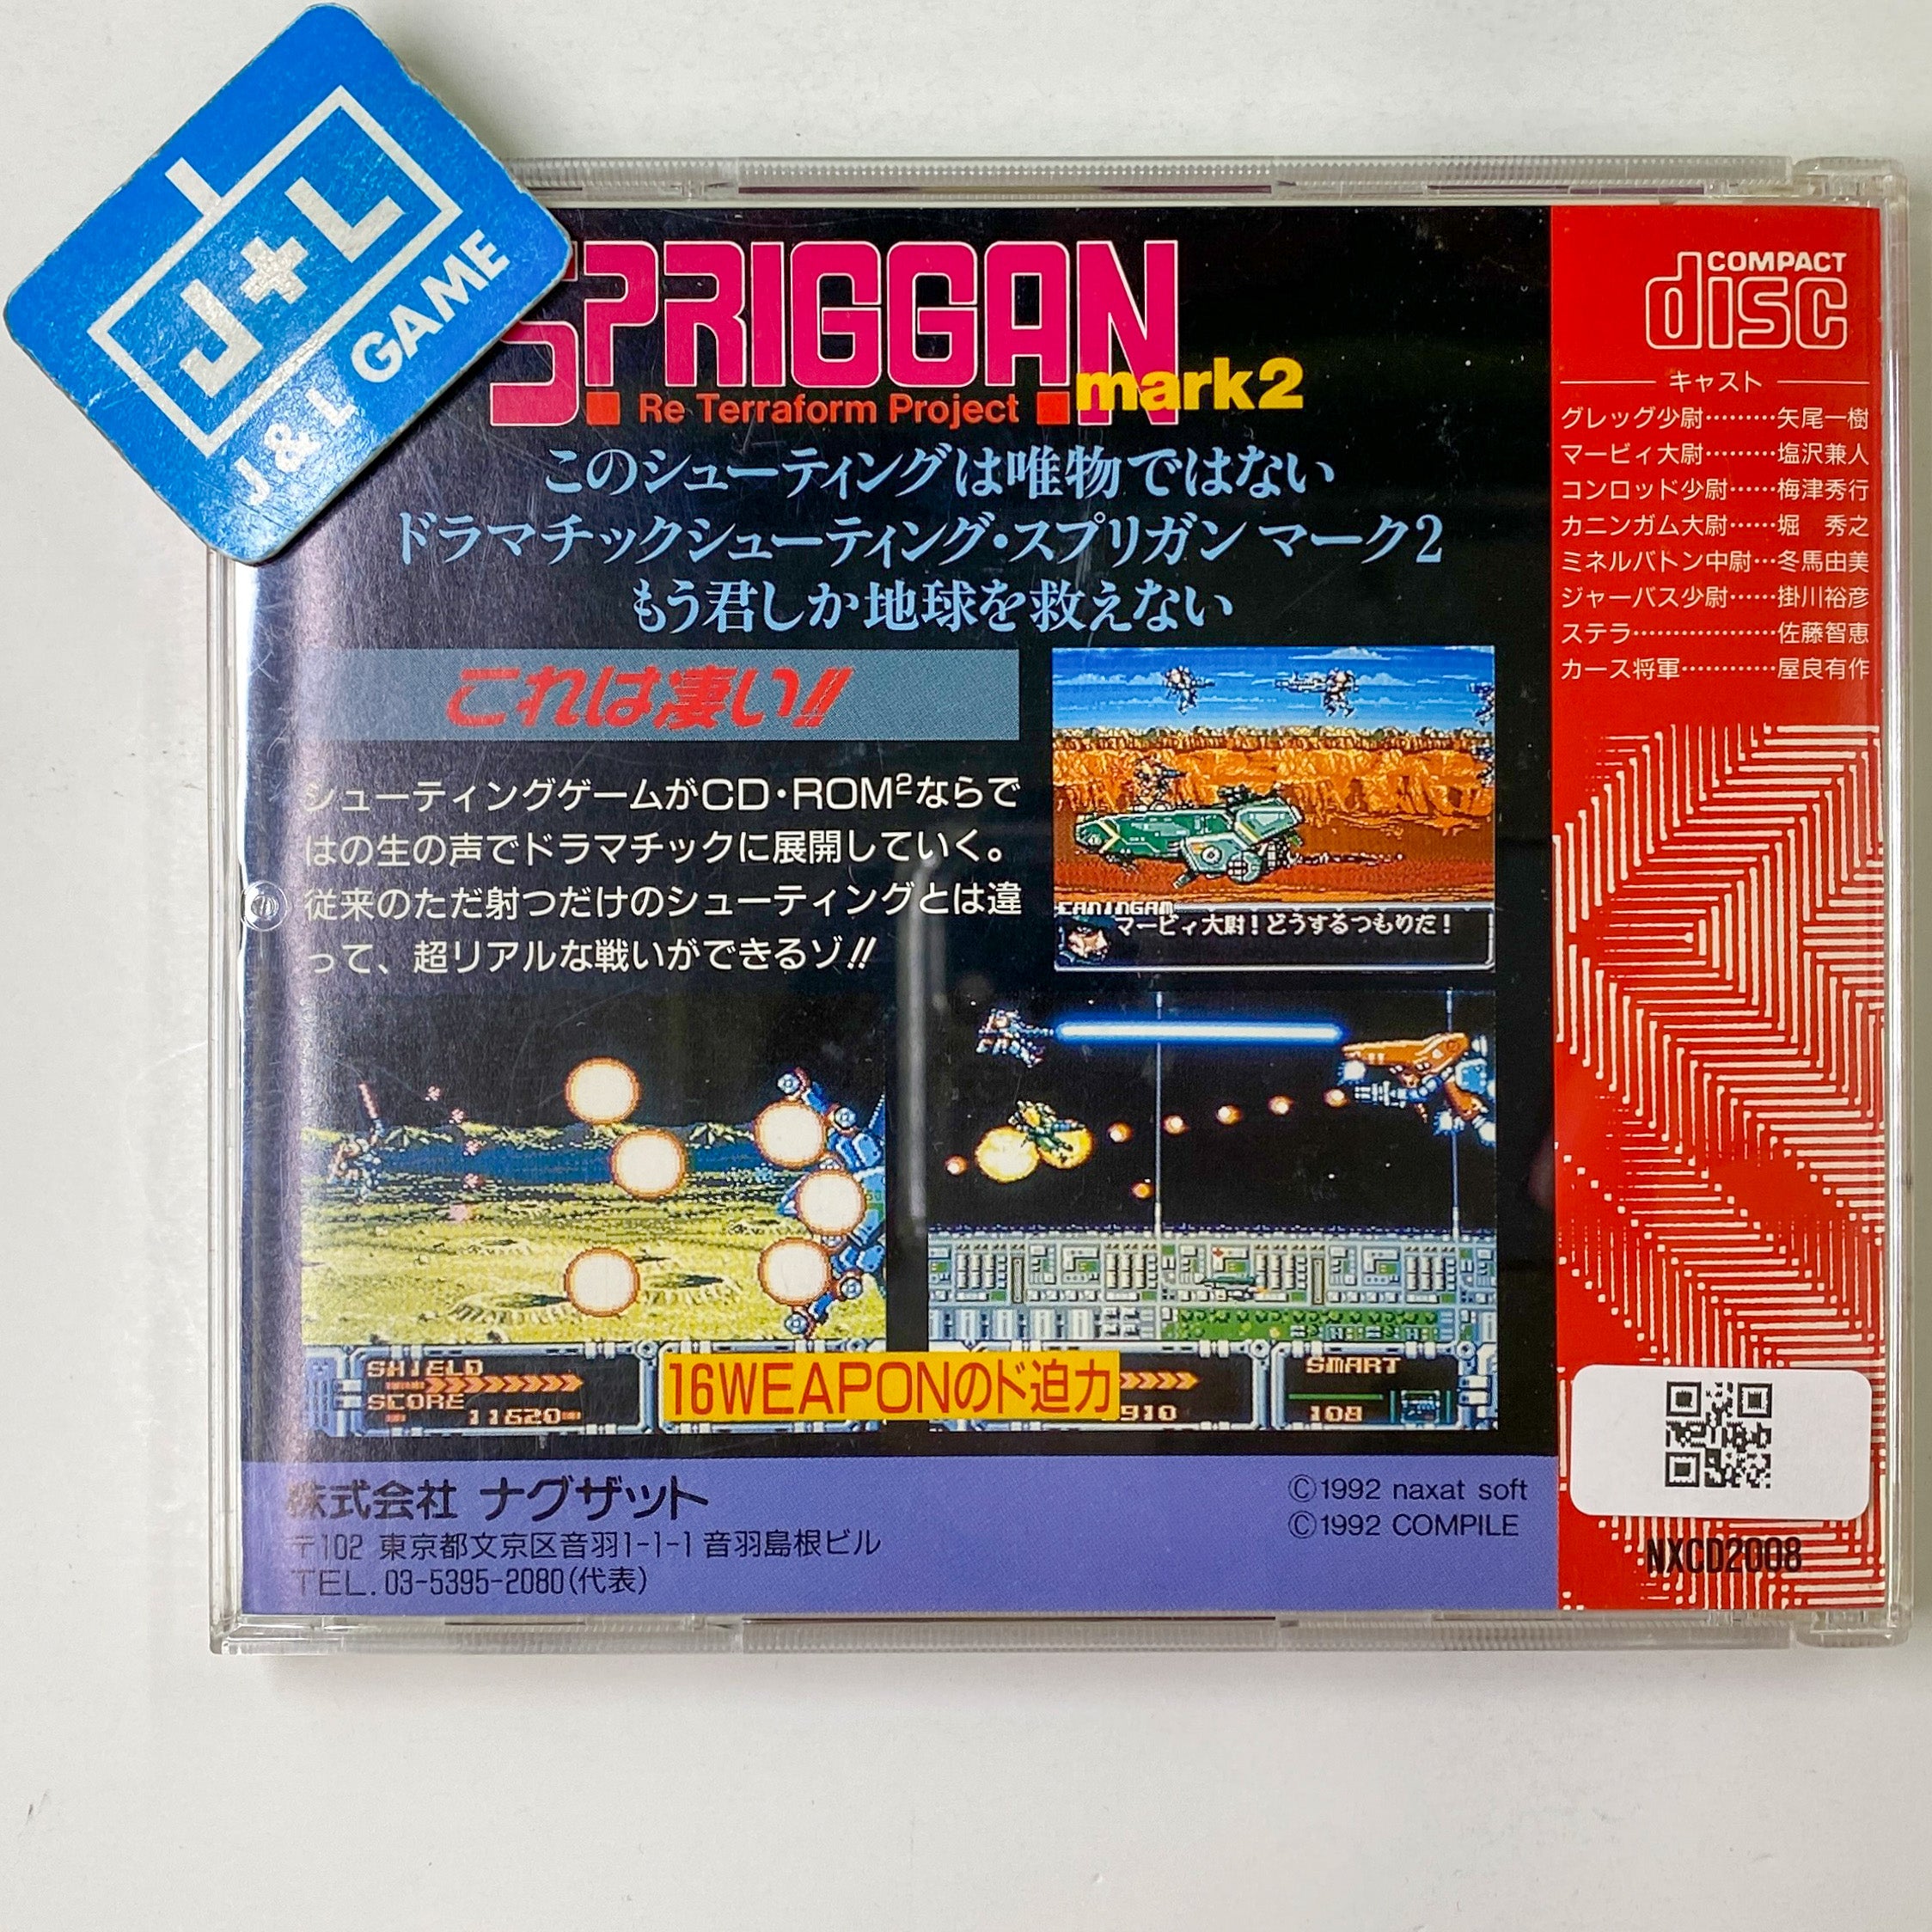 J+L
J&L GAME
SPRIGGAN
mark2
Re Terraform Project
このシューティングは唯物ではない
ドラマチックシューティング・スプリガン マーク2
もう君しか地球を救えない
これは凄い!!
シューティングゲームがCD・ROM²ならで
はの生の声でドラマチックに展開していく。
従来のただ射つだけのシューティングとは違
って、超リアルな戦いができるゾ!!
CANINGAM
マービィ大尉!どうするつもりだ!
SHIELD
SCORE
11620
16WEAPONのド迫力
910
SMART
108
株式会社 ナグザット
〒102 東京都文京区音羽1-1-1 音羽島根ビル
TEL. 03-5395-2080(代表)
©1992 naxat soft
©1992 COMPILE
COMPACT
disc
キャスト
グレッグ少尉………矢尾一樹
マービィ大尉………塩沢兼人
コンロッド少尉……梅津秀行
カニンガム大尉……堀　秀之
ミネルバトン中尉…冬馬由美
ジャーバス少尉……掛川裕彦
ステラ………………佐藤智恵
カース将軍…………屋良有作
NXCD2008